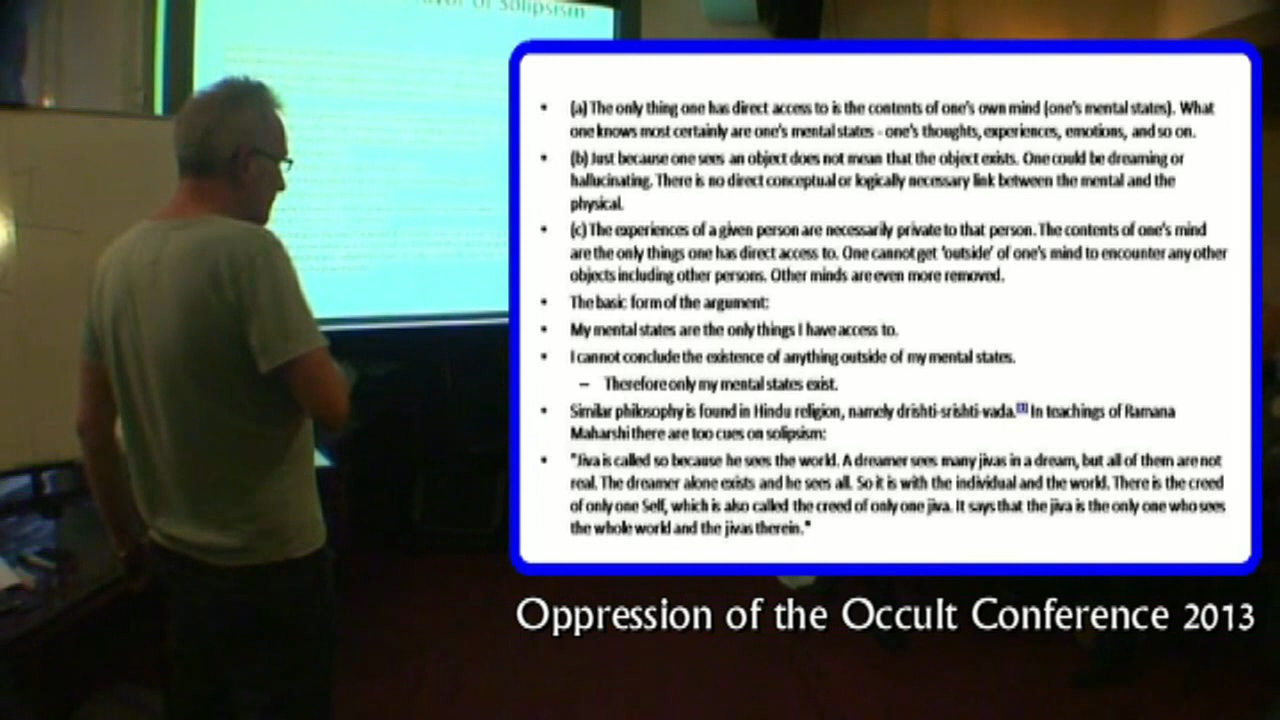 of Solipsism
• (a) The only thing one has direct access to is the contents of one's own mind (one's mental states). What
one knows most certainly are one's mental states - one's thoughts, experiences, emotions, and so on.
• (b) Just because one sees an object does not mean that the object exists. One could be dreaming or
hallucinating. There is no direct conceptual or logically necessary link between the mental and the
physical.
• (c) The experiences of a given person are necessarily private to that person. The contents of one's mind
are the only things one has direct access to. One cannot get 'outside' of one's mind to encounter any other
objects including other persons. Other minds are even more removed.
• The basic form of the argument:
• My mental states are the only things I have access to.
• I cannot conclude the existence of anything outside of my mental states.
– Therefore only my mental states exist.
• Similar philosophy is found in Hindu religion, namely drishti-srishti-vada.[1] In teachings of Ramana
Maharshi there are too cues on solipsism:
• "Jiva is called so because he sees the world. A dreamer sees many jivas in a dream, but all of them are not
real. The dreamer alone exists and he sees all. So it is with the individual and the world. There is the creed
of only one Self, which is also called the creed of only one jiva. It says that the jiva is the only one who sees
the whole world and the jivas therein."
Oppression of the Occult Conference 2013